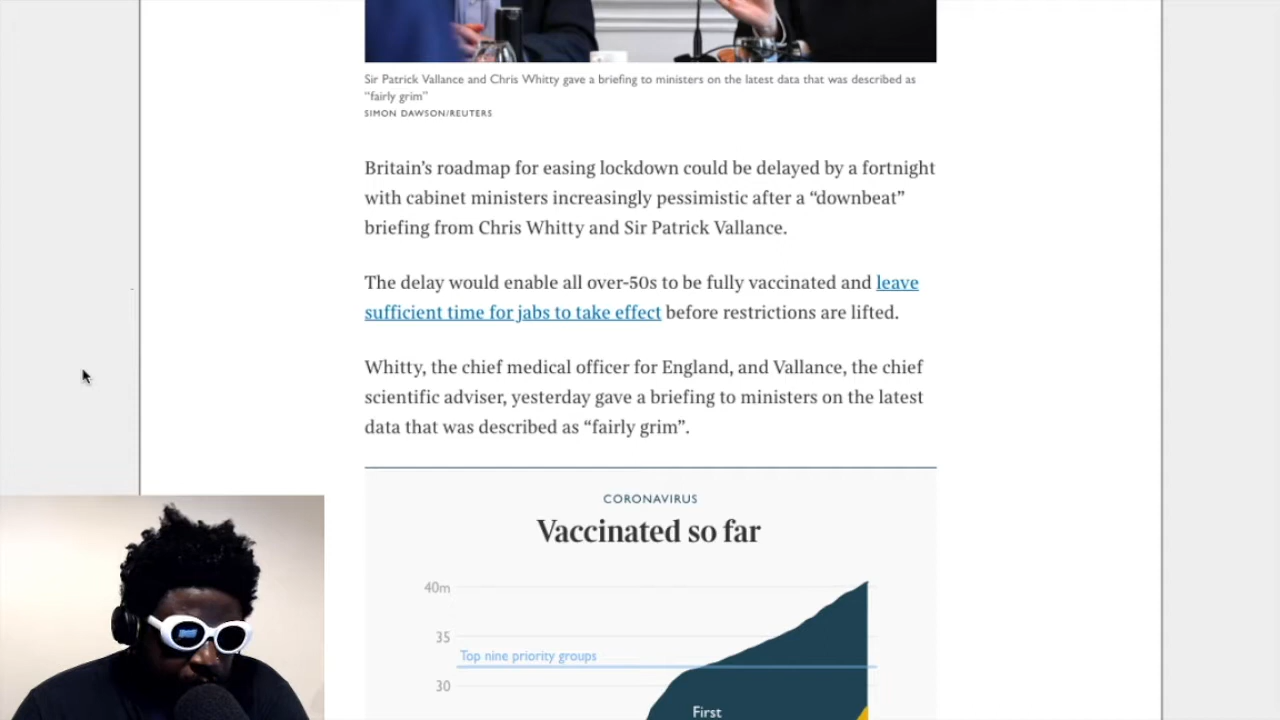 Sir Patrick Vallance and Chris Whitty gave a briefing to ministers on the latest data that was described as
“fairly grim”
SIMON DAWSON/REUTERS
Britain’s roadmap for easing lockdown could be delayed by a fortnight
with cabinet ministers increasingly pessimistic after a “downbeat”
briefing from Chris Whitty and Sir Patrick Vallance.
The delay would enable all over-50s to be fully vaccinated and leave
sufficient time for jabs to take effect before restrictions are lifted.
Whitty, the chief medical officer for England, and Vallance, the chief
scientific adviser, yesterday gave a briefing to ministers on the latest
data that was described as “fairly grim”.
CORONAVIRUS
Vaccinated so far
40m
35
Top nine priority groups
30
First